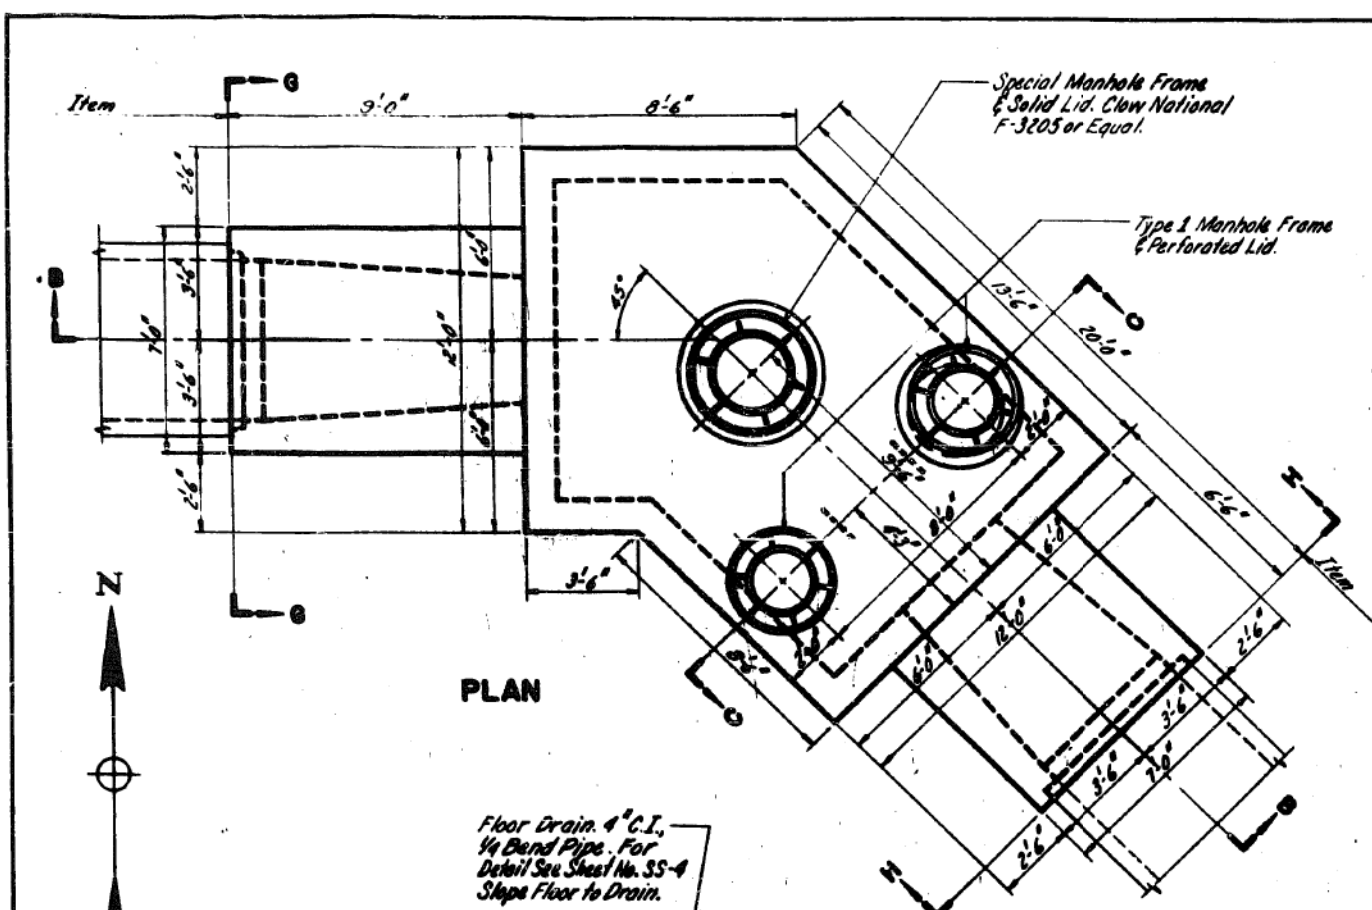 G
Item
9'-0"
8'-6"
Special Manhole Frame
& Solid Lid. Clow National
F-3205 or Equal.
2'-6"
Type 1 Manhole Frame
& Perforated Lid.
6'-0"
3'-6"
B
45°
13'-6"
20'-0"
C
7'-0"
12'-0"
3'-6"
6'-0"
2'-6"
9'-6"
8'-0"
6'-6"
H
6'-0"
Item
3'-6"
G
N
12'-0"
6'-0"
2'-6"
PLAN
C
3'-6"
3'-6"
7'-0"
B
2'-6"
H
Floor Drain. 4" C.I.,
1/4 Bend Pipe. For
Detail See Sheet No. SS-4
Slope Floor to Drain.